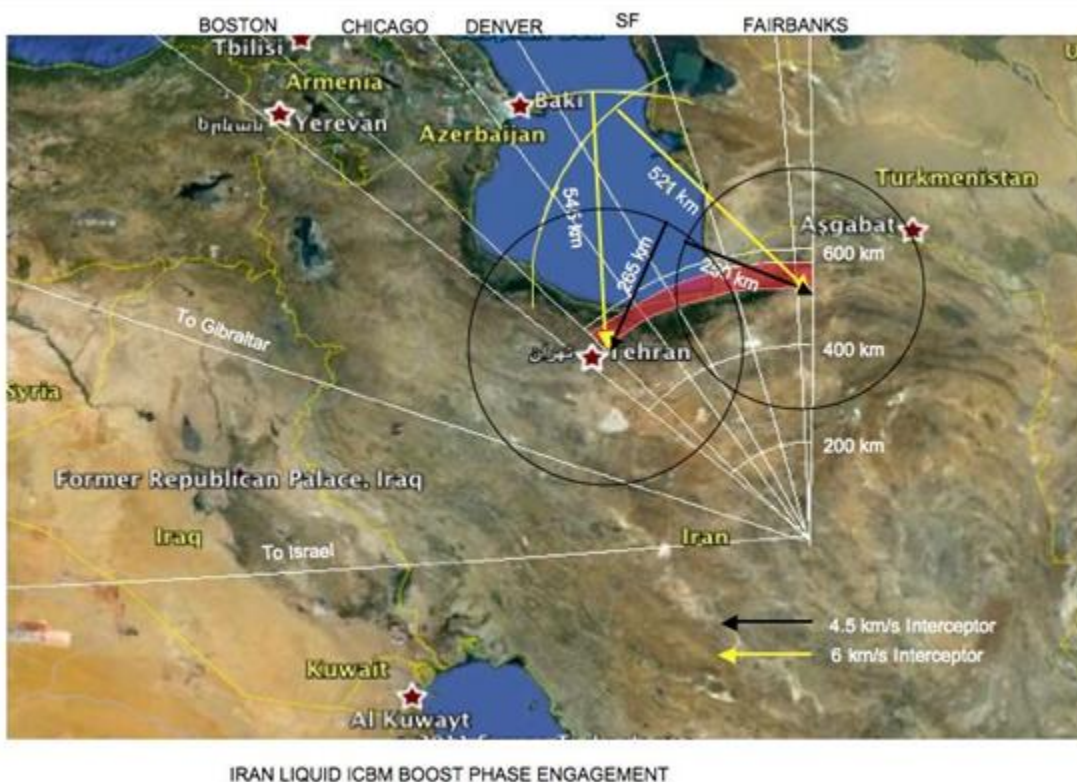 BOSTON CHICAGO DENVER SF FAIRBANKS
Tbilisi
Armenia
Երևան Yerevan
Baki
Azerbaijan
Turkmenistan
Aşgabat
521 km
265 km
600 km
تهران Tehran
400 km
To Gibraltar
Syria
200 km
Former Republican Palace, Iraq
Iraq
To Israel
Iran
4.5 km/s Interceptor
6 km/s Interceptor
Kuwait
Al Kuwayt
IRAN LIQUID ICBM BOOST PHASE ENGAGEMENT